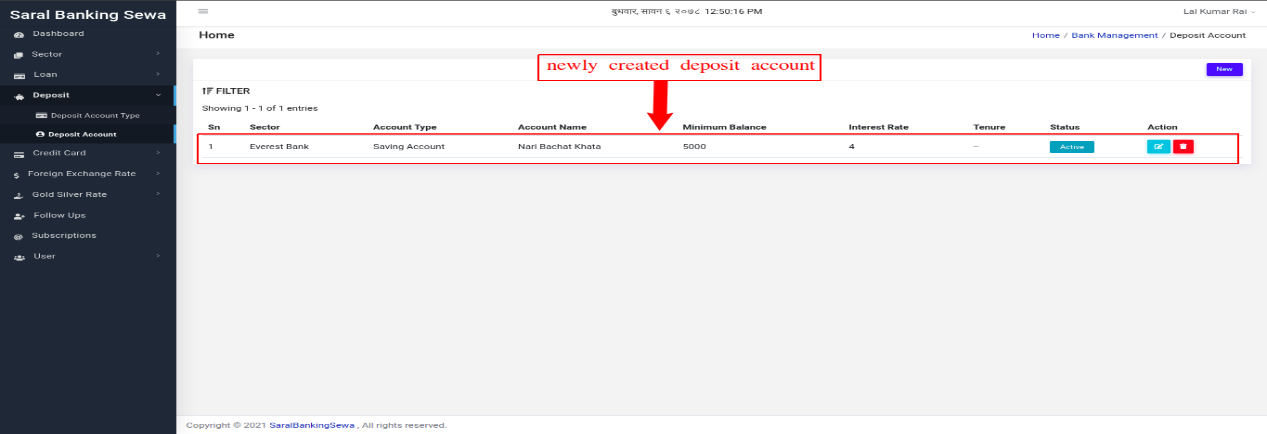 Saral Banking Sewa
बुधवार, सावन ६ २०७८ 12:50:16 PM
Lal Kumar Rai
Dashboard
Sector
Loan
Deposit
Deposit Account Type
Deposit Account
Credit Card
Foreign Exchange Rate
Gold Silver Rate
Follow Ups
Subscriptions
User
Home
Home / Bank Management / Deposit Account
newly created deposit account
New
FILTER
Showing 1 - 1 of 1 entries
Sn Sector Account Type Account Name Minimum Balance Interest Rate Tenure Status Action
1 Everest Bank Saving Account Nari Bachat Khata 5000 4 -- Active
Copyright © 2021 SaralBankingSewa , All rights reserved.